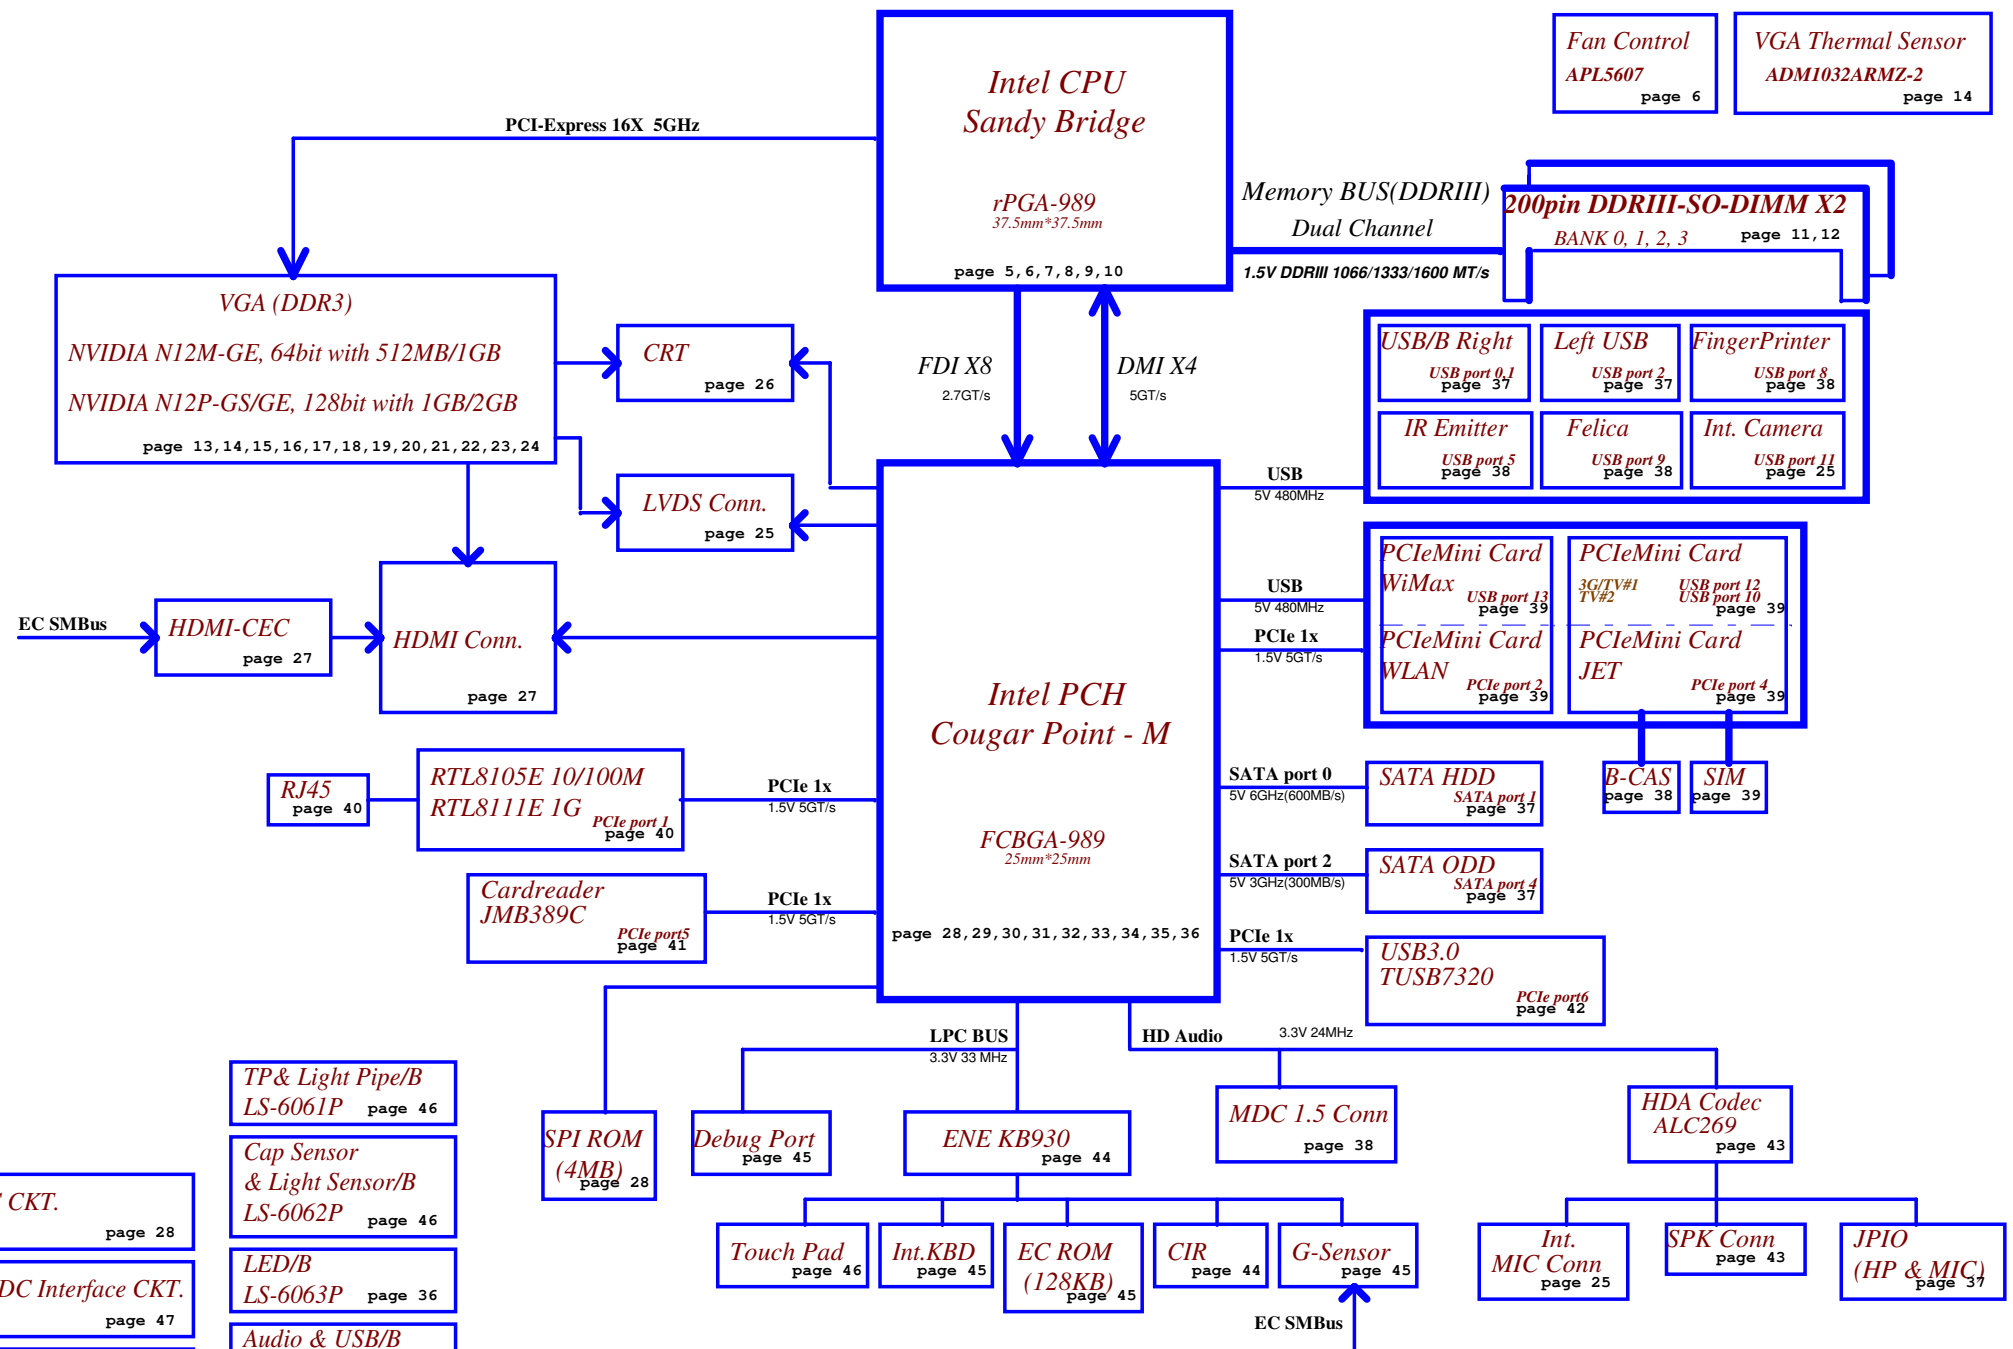 Intel CPU
Sandy Bridge
rPGA-989
37.5mm*37.5mm
page 5,6,7,8,9,10
Fan Control
APL5607
page 6
VGA Thermal Sensor
ADM1032ARMZ-2
page 14
PCI-Express 16X 5GHz
Memory BUS(DDRIII)
Dual Channel
1.5V DDRIII 1066/1333/1600 MT/s
200pin DDRIII-SO-DIMM X2
BANK 0, 1, 2, 3
page 11,12
VGA (DDR3)
NVIDIA N12M-GE, 64bit with 512MB/1GB
NVIDIA N12P-GS/GE, 128bit with 1GB/2GB
page 13,14,15,16,17,18,19,20,21,22,23,24
CRT
page 26
LVDS Conn.
page 25
FDI X8
2.7GT/s
DMI X4
5GT/s
USB
5V 480MHz
USB/B Right
USB port 0,1
page 37
Left USB
USB port 2
page 37
FingerPrinter
USB port 8
page 38
IR Emitter
USB port 5
page 38
Felica
USB port 9
page 38
Int. Camera
USB port 11
page 25
EC SMBus
HDMI-CEC
page 27
HDMI Conn.
page 27
Intel PCH
Cougar Point - M
FCBGA-989
25mm*25mm
page 28,29,30,31,32,33,34,35,36
USB
5V 480MHz
PCIe 1x
1.5V 5GT/s
PCIeMini Card
WiMax
USB port 13
page 39
PCIeMini Card
3G/TV#1
USB port 12
TV#2
USB port 10
page 39
PCIeMini Card
WLAN
PCIe port 2
page 39
PCIeMini Card
JET
PCIe port 4
page 39
B-CAS
page 38
SIM
page 39
RJ45
page 40
RTL8105E 10/100M
RTL8111E 1G
PCIe port 1
page 40
PCIe 1x
1.5V 5GT/s
SATA port 0
5V 6GHz(600MB/s)
SATA HDD
SATA port 1
page 37
Cardreader
JMB389C
PCIe port5
page 41
PCIe 1x
1.5V 5GT/s
SATA port 2
5V 3GHz(300MB/s)
SATA ODD
SATA port 4
page 37
PCIe 1x
1.5V 5GT/s
USB3.0
TUSB7320
PCIe port6
page 42
LPC BUS
3.3V 33 MHz
HD Audio
3.3V 24MHz
TP& Light Pipe/B
LS-6061P
page 46
Cap Sensor
& Light Sensor/B
LS-6062P
page 46
LED/B
LS-6063P
page 36
Audio & USB/B
CKT.
page 28
DC Interface CKT.
page 47
SPI ROM
(4MB)
page 28
Debug Port
page 45
ENE KB930
page 44
MDC 1.5 Conn
page 38
HDA Codec
ALC269
page 43
Touch Pad
page 46
Int.KBD
page 45
EC ROM
(128KB)
page 45
CIR
page 44
G-Sensor
page 45
EC SMBus
Int.
MIC Conn
page 25
SPK Conn
page 43
JPIO
(HP & MIC)
page 37